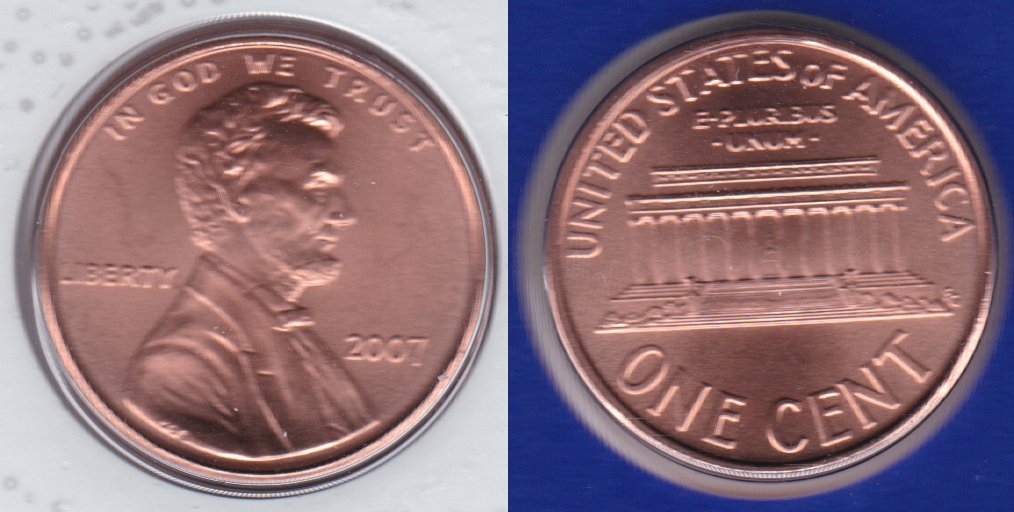 IN GOD WE TRUST
LIBERTY
2007
UNITED STATES OF AMERICA
E·PLURIBUS
·UNUM·
ONE CENT